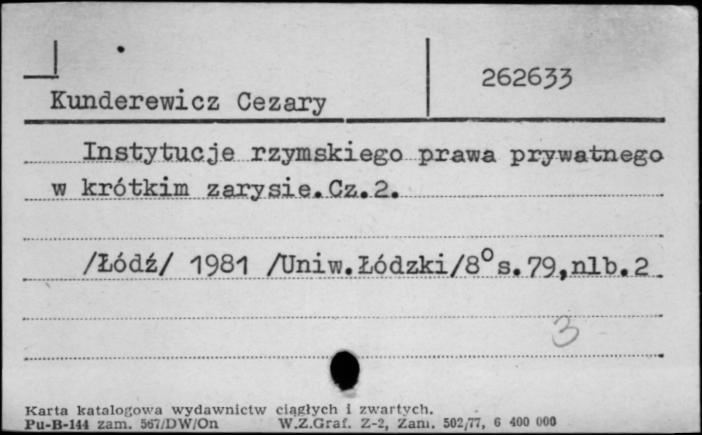 262633
Kunderewicz Cezary
Instytucje rzymskiego prawa prywatnego
w krótkim zarysie.Cz.2.
/Łódź/ 1981 /Uniw.Łódzki/8° s.79,nlb.2
3
Karta katalogowa wydawnictw ciągłych i zwartych.
Pu-B-144 zam. 567/DW/On W.Z.Graf. Z-2, Zam. 502/77, 6 400 000